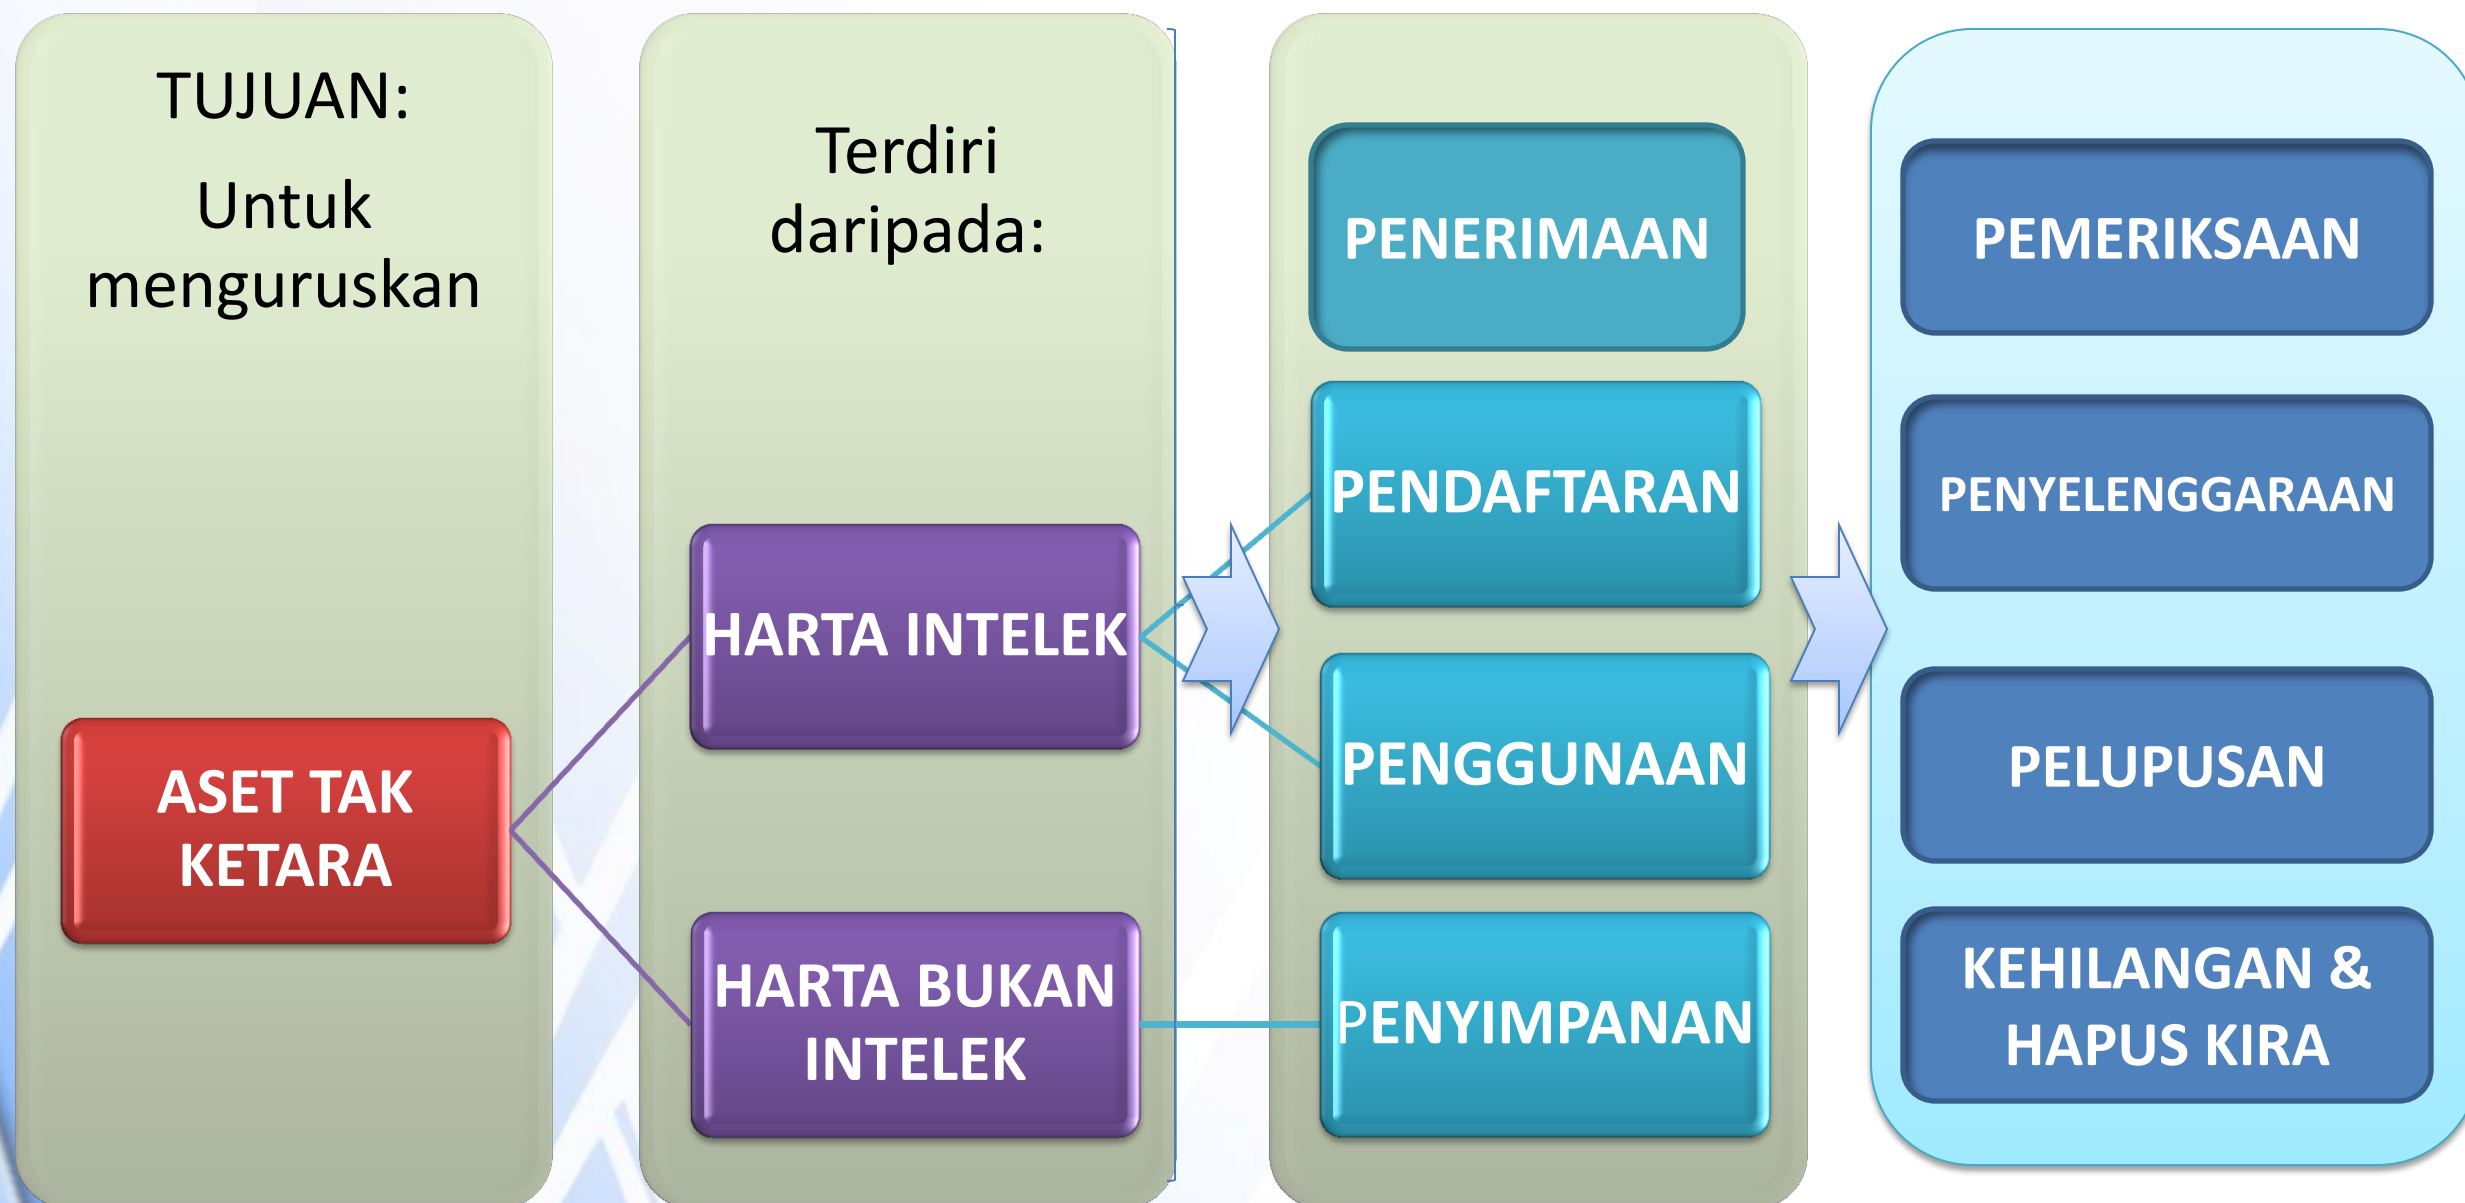 TUJUAN:
Untuk
menguruskan
ASET TAK
KETARA
Terdiri
daripada:
HARTA INTELEK
HARTA BUKAN
INTELEK
PENERIMAAN
PENDAFTARAN
PENGGUNAAN
PENYIMPANAN
PEMERIKSAAN
PENYELENGGARAAN
PELUPUSAN
KEHILANGAN &
HAPUS KIRA